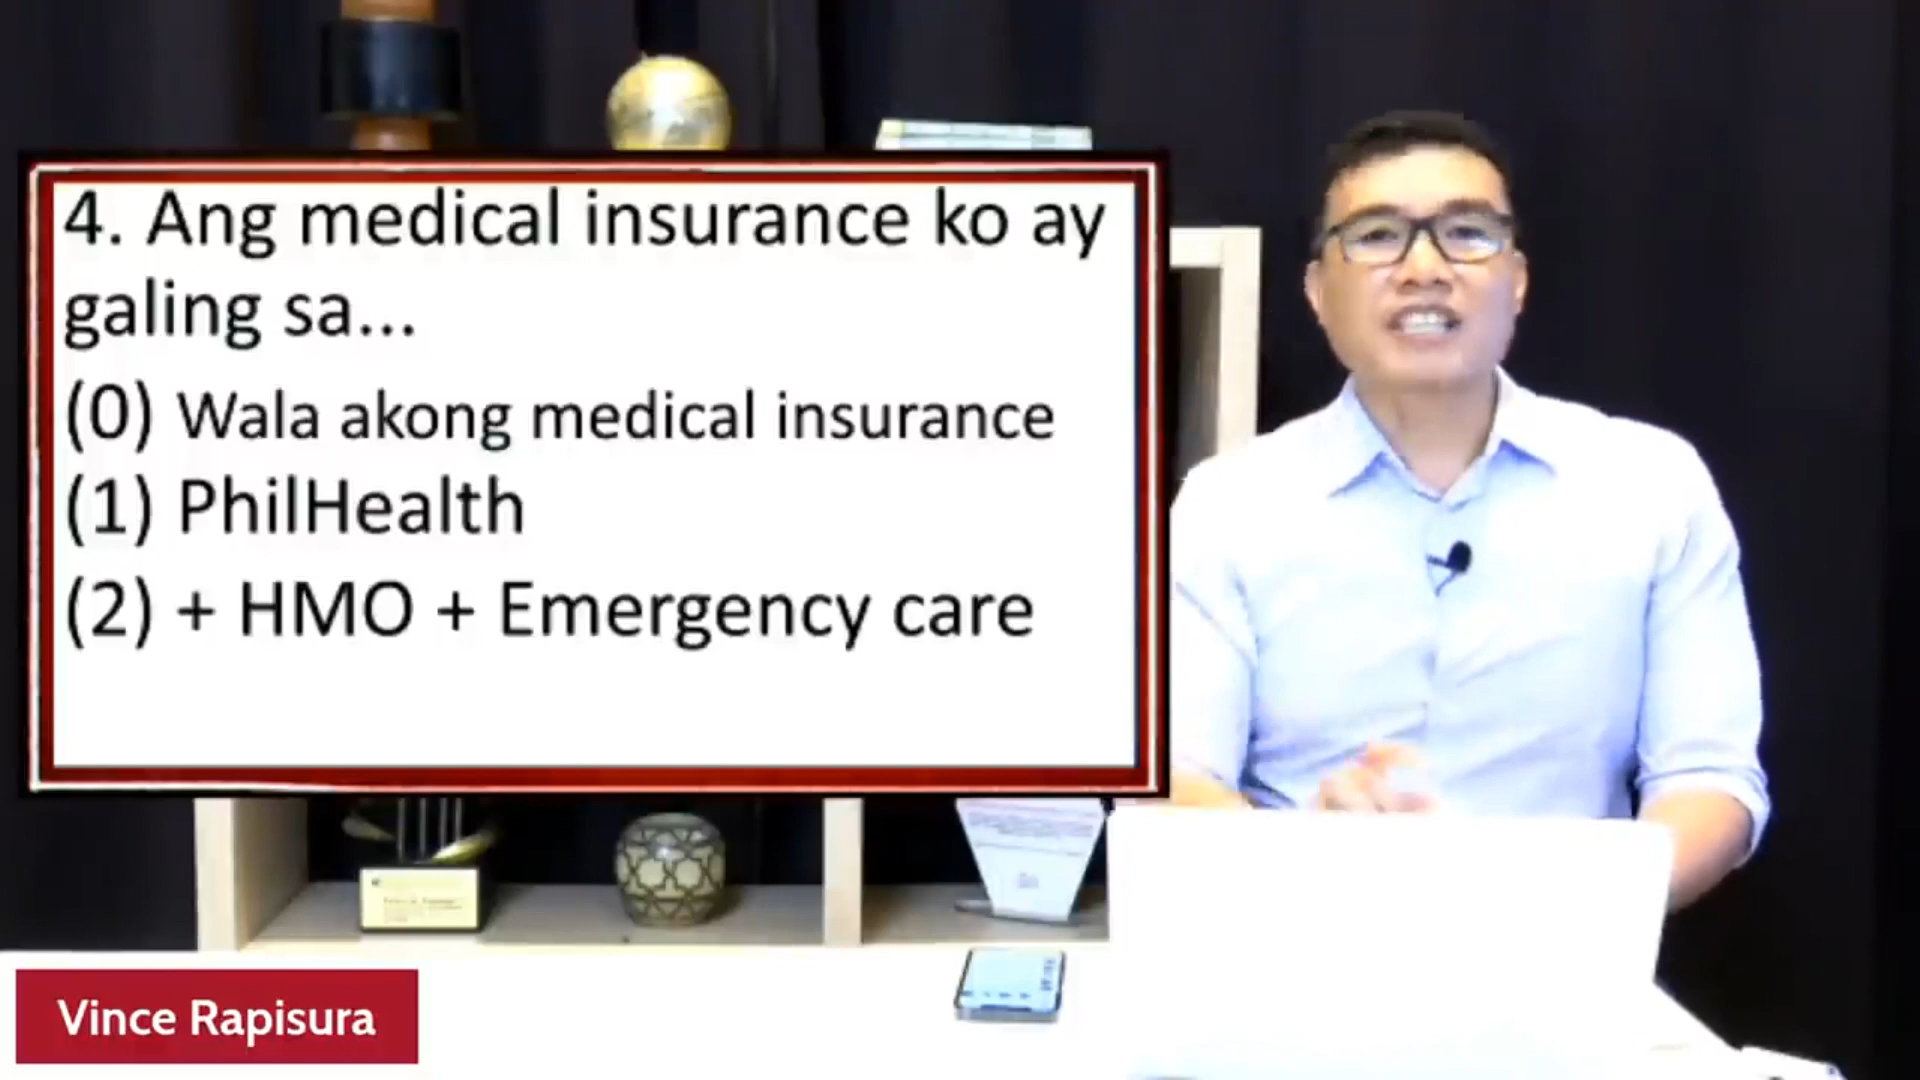 4. Ang medical insurance ko ay
galing sa...
(0) Wala akong medical insurance
(1) PhilHealth
(2) + HMO + Emergency care
Vince Rapisura